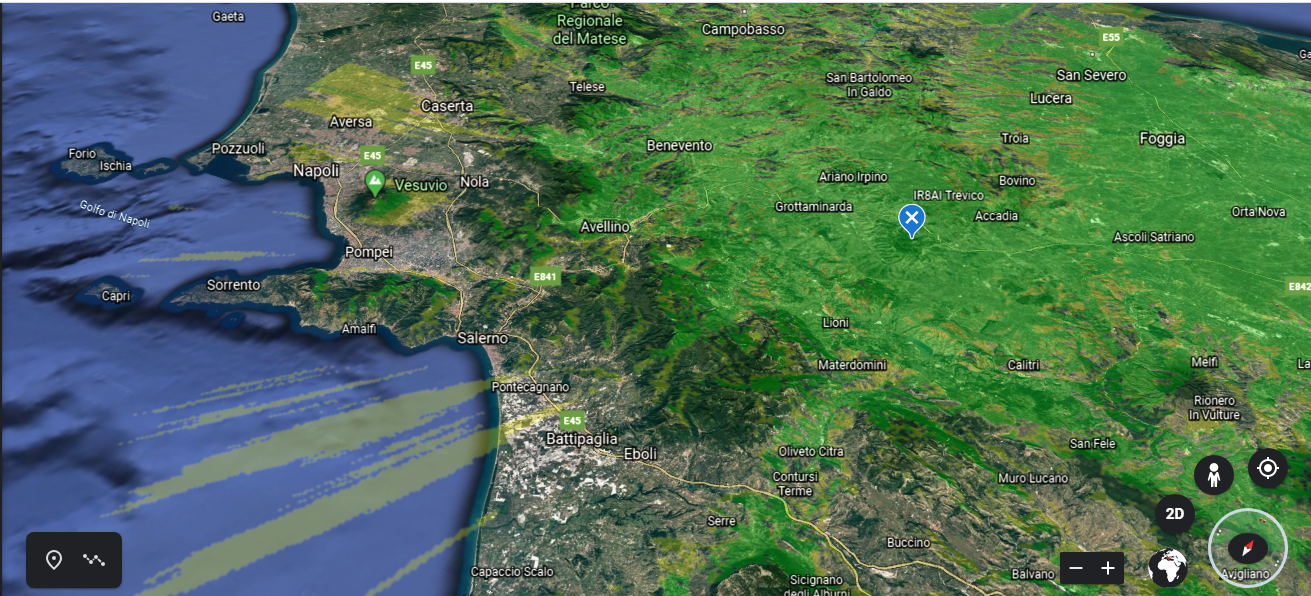 Gaeta
Parco
Regionale
del Matese
Campobasso
E55
E45
San Severo
San Bartolomeo
In Galdo
Telese
Lucera
Caserta
Aversa
Troia
Foggia
Pozzuoli
Benevento
Forio
Ischia
E45
Napoli
Vesuvio
Nola
Ariano Irpino
Bovino
IR8AI Trevico
Grottaminarda
Accadia
Orta Nova
Golfo di Napoli
Avellino
Ascoli Satriano
Pompei
E841
Sorrento
E842
Capri
Amalfi
Lioni
Salerno
Materdomini
Calitri
Melfi
Pontecagnano
Rionero
In Vulture
E45
Battipaglia
Eboli
Oliveto Citra
San Fele
Contursi
Terme
Muro Lucano
2D
Serre
Buccino
Capaccio Scalo
Balvano
Avigliano
Sicignano
degli Alburni